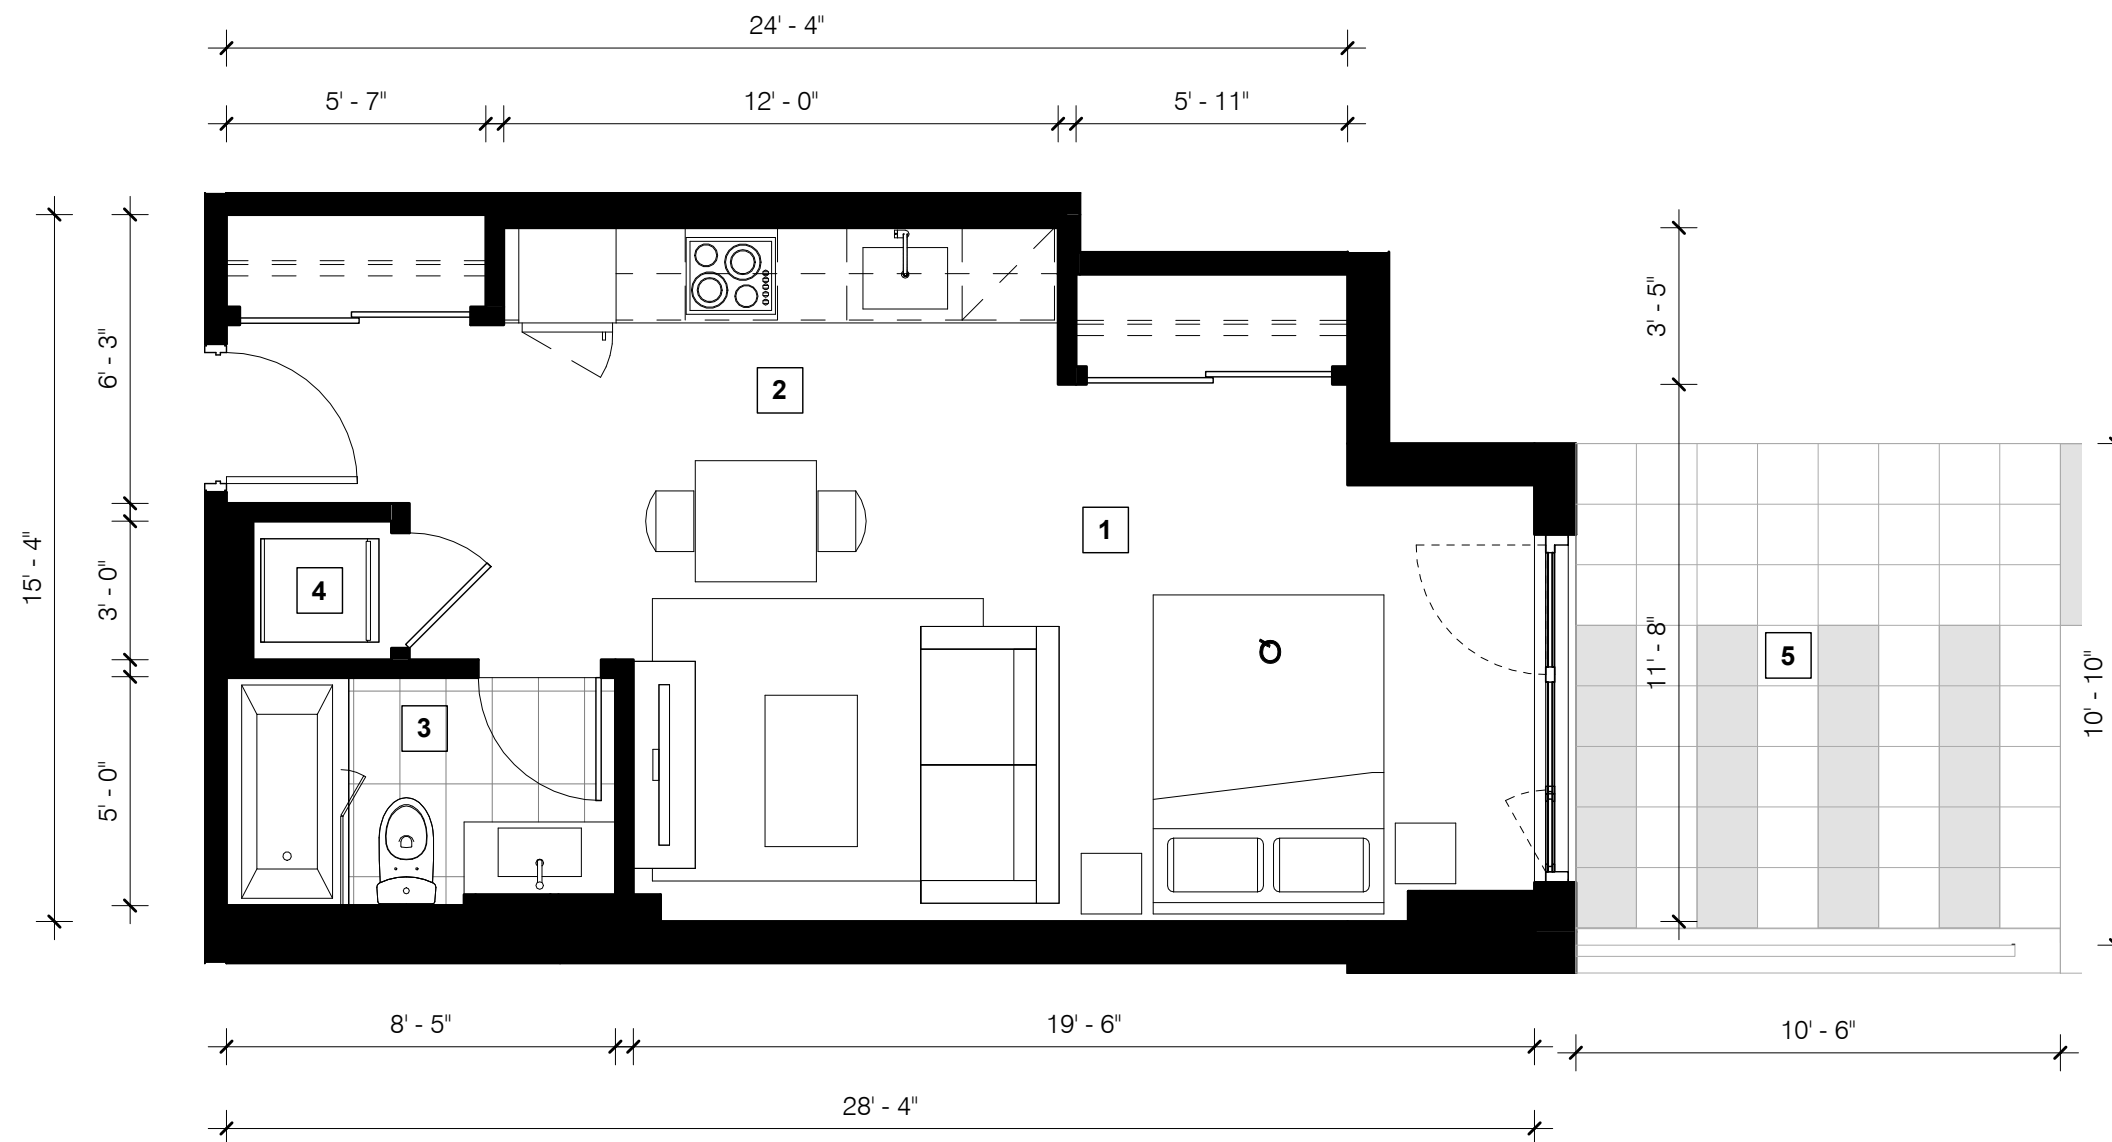 24' - 4"
5' - 7"
12' - 0"
5' - 11"
6' - 3"
3' - 5"
2
1
15' - 4"
3' - 0"
4
11' - 8"
5
10' - 10"
Q
3
5' - 0"
8' - 5"
19' - 6"
10' - 6"
28' - 4"